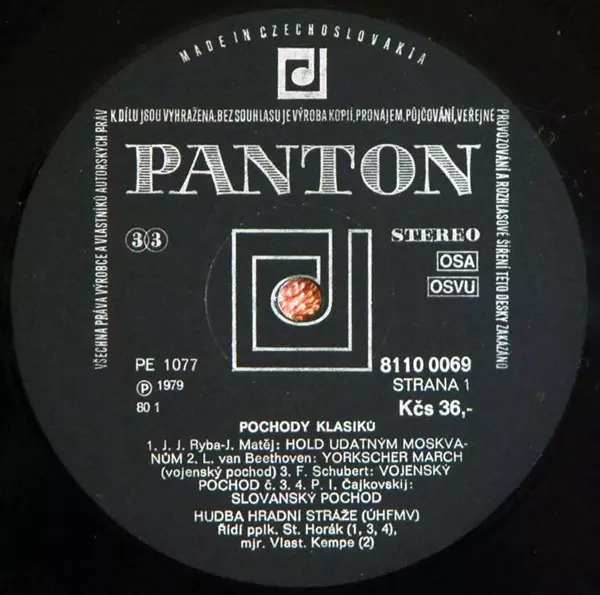 MADE IN CZECHOSLOVAKIA
VŠECHNA PRÁVA VÝROBCE A VLASTNÍKŮ AUTORSKÝCH PRÁV
K DÍLU JSOU VYHRAŽENA. BEZ SOUHLASU JE VÝROBA KOPIÍ, PRONÁJEM, PŮJČOVÁNÍ, VEŘEJNÉ
PROVOZOVÁNÍ A ROZHLASOVÉ ŠÍŘENÍ TÉTO DESKY ZAKÁZÁNO
PANTON
33
STEREO
OSA
OSVU
PE 1077
℗ 1979
80 1
8110 0069
STRANA 1
Kčs 36,-
POCHODY KLASIKŮ
1. J. J. Ryba-J. Matěj: HOLD UDATNÝM MOSKVA-
NŮM 2. L. van Beethoven: YORKSCHER MARCH
(vojenský pochod) 3. F. Schubert: VOJENSKÝ
POCHOD č. 3, 4. P. I. Čajkovskij:
SLOVANSKÝ POCHOD
HUDBA HRADNÍ STRÁŽE (ÚHFMV)
Řídí pplk. St. Horák (1, 3, 4),
mjr. Vlast. Kempe (2)